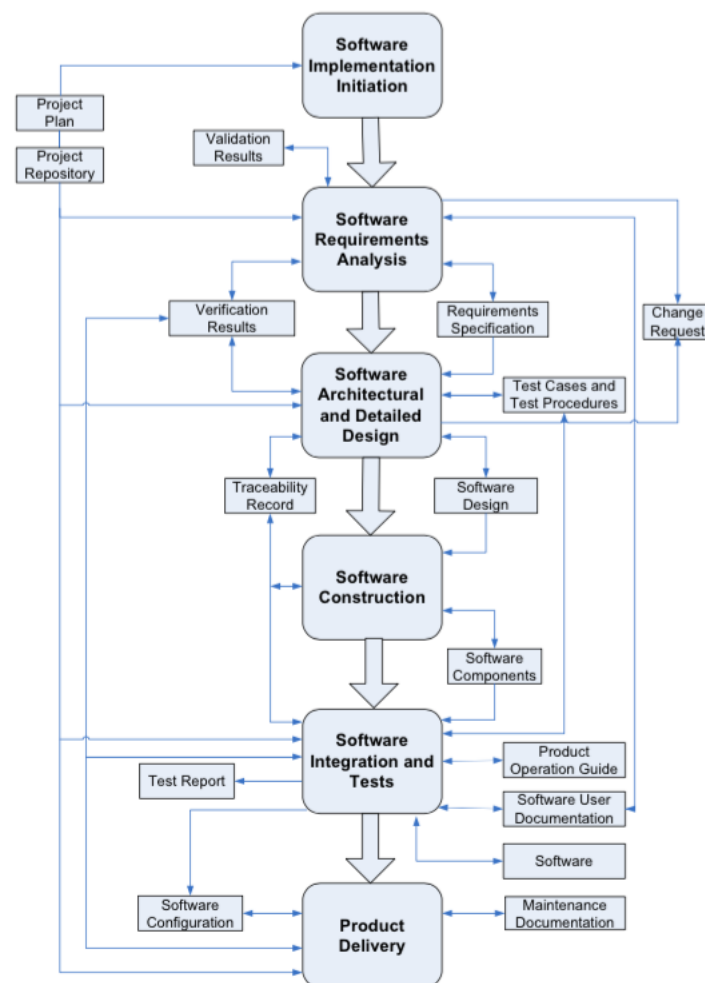 Software
Implementation
Initiation
Project
Plan
Validation
Results
Project
Repository
Software
Requirements
Analysis
Verification
Results
Requirements
Specification
Change
Request
Software
Architectural
and Detailed
Design
Test Cases and
Test Procedures
Traceability
Record
Software
Design
Software
Construction
Software
Components
Software
Integration and
Tests
Product
Operation Guide
Test Report
Software User
Documentation
Software
Software
Configuration
Product
Delivery
Maintenance
Documentation